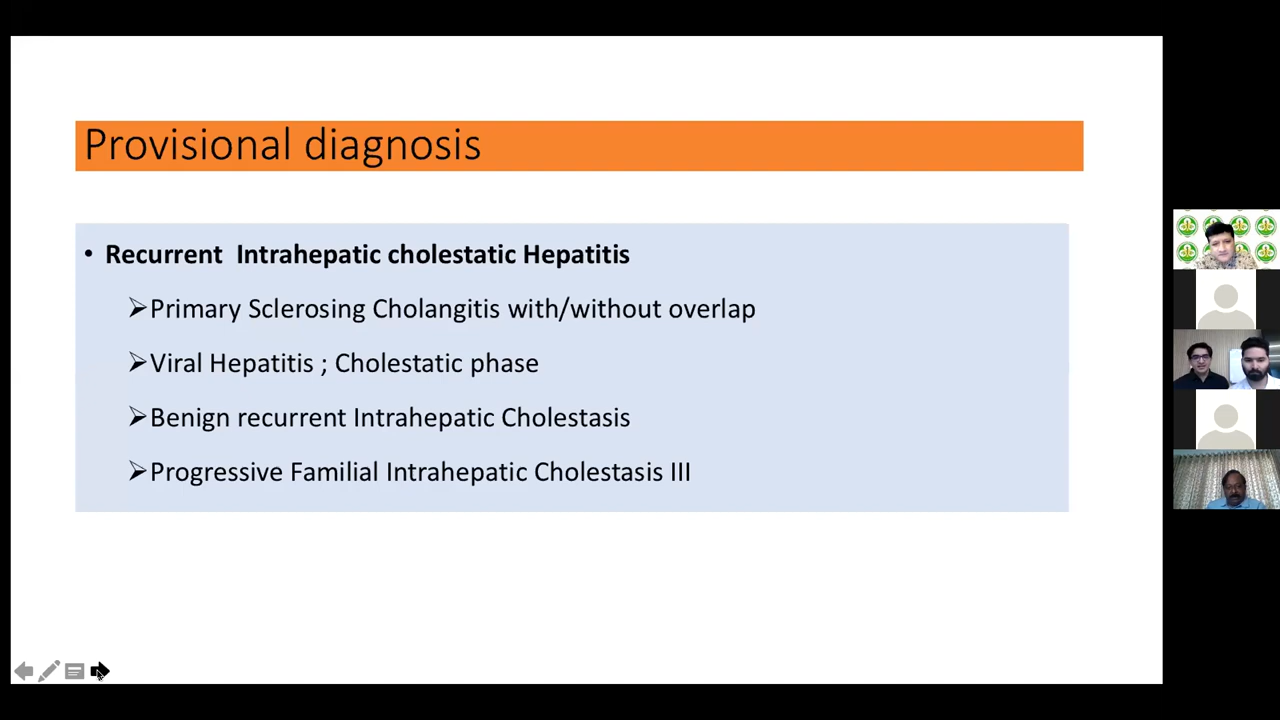 Provisional diagnosis
• Recurrent Intrahepatic cholestatic Hepatitis
➢Primary Sclerosing Cholangitis with/without overlap
➢Viral Hepatitis ; Cholestatic phase
➢Benign recurrent Intrahepatic Cholestasis
➢Progressive Familial Intrahepatic Cholestasis III